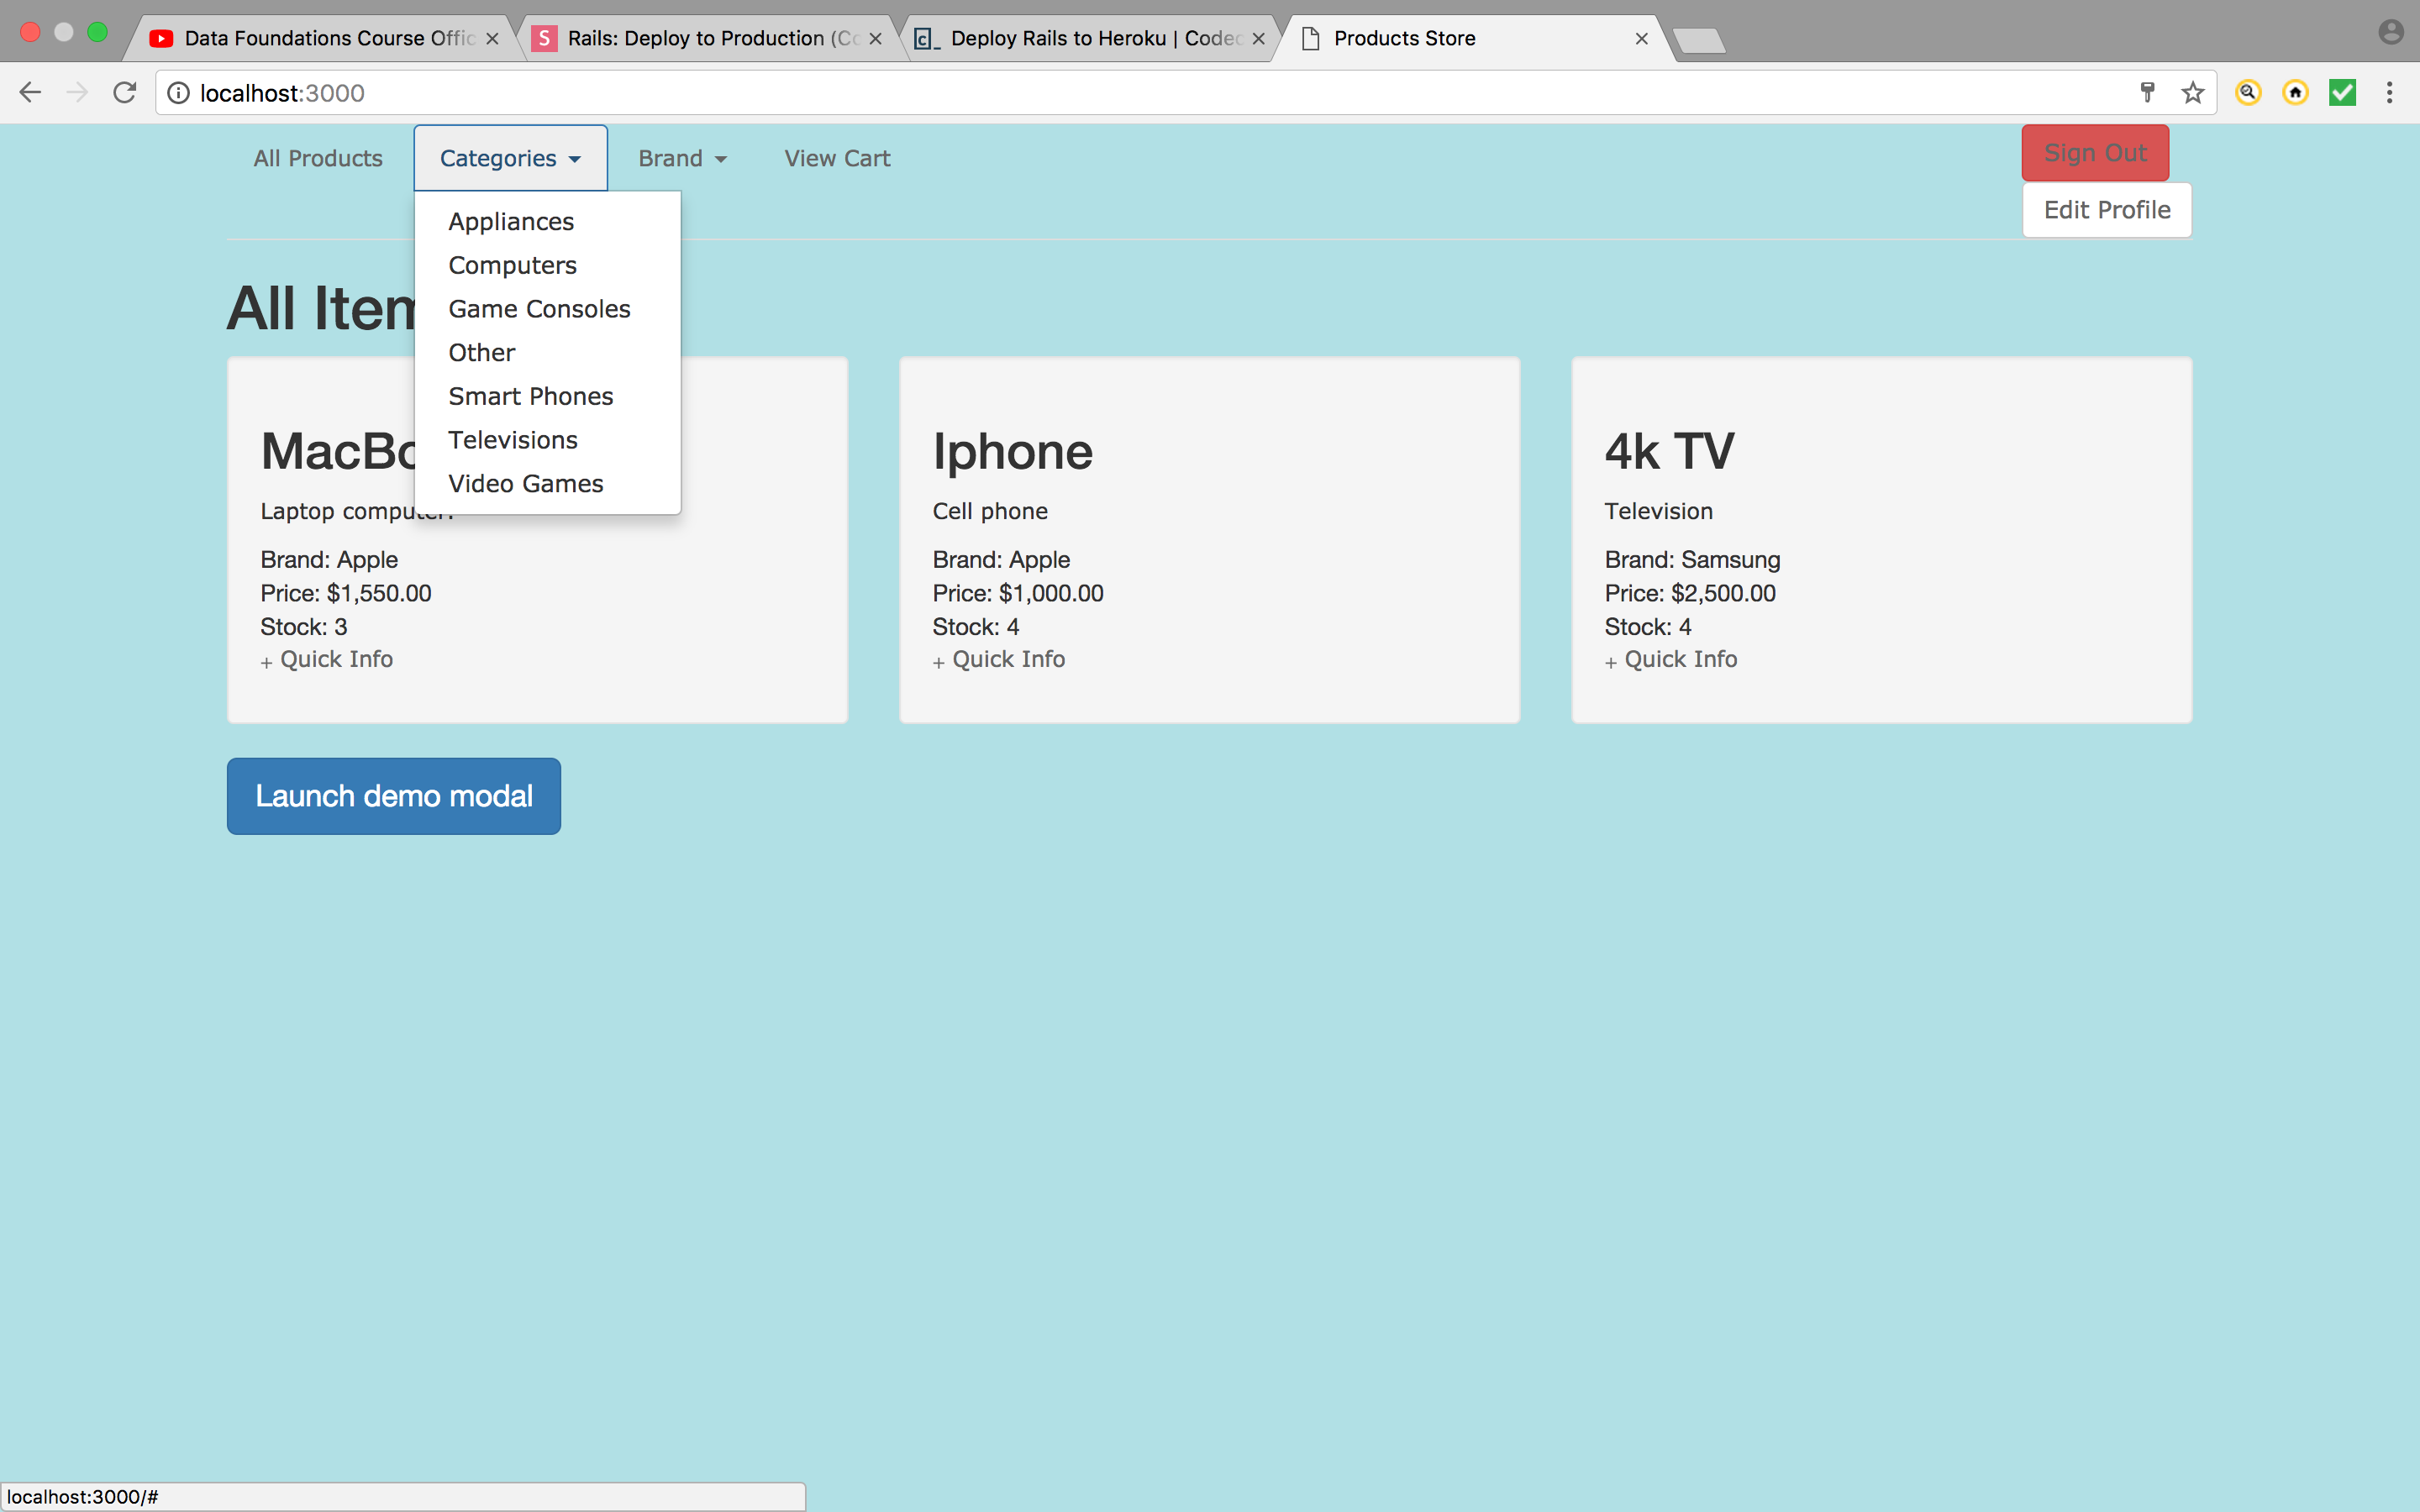 Data Foundations Course Offic
S Rails: Deploy to Production (Co
c_ Deploy Rails to Heroku | Codec
Products Store
localhost:3000
All Products
Categories
Brand
View Cart
Sign Out
Edit Profile
Appliances
Computers
Game Consoles
Other
Smart Phones
Televisions
Video Games
All Item
MacBo
Laptop computer.
Brand: Apple
Price: $1,550.00
Stock: 3
+ Quick Info
Iphone
Cell phone
Brand: Apple
Price: $1,000.00
Stock: 4
+ Quick Info
4k TV
Television
Brand: Samsung
Price: $2,500.00
Stock: 4
+ Quick Info
Launch demo modal
localhost:3000/#